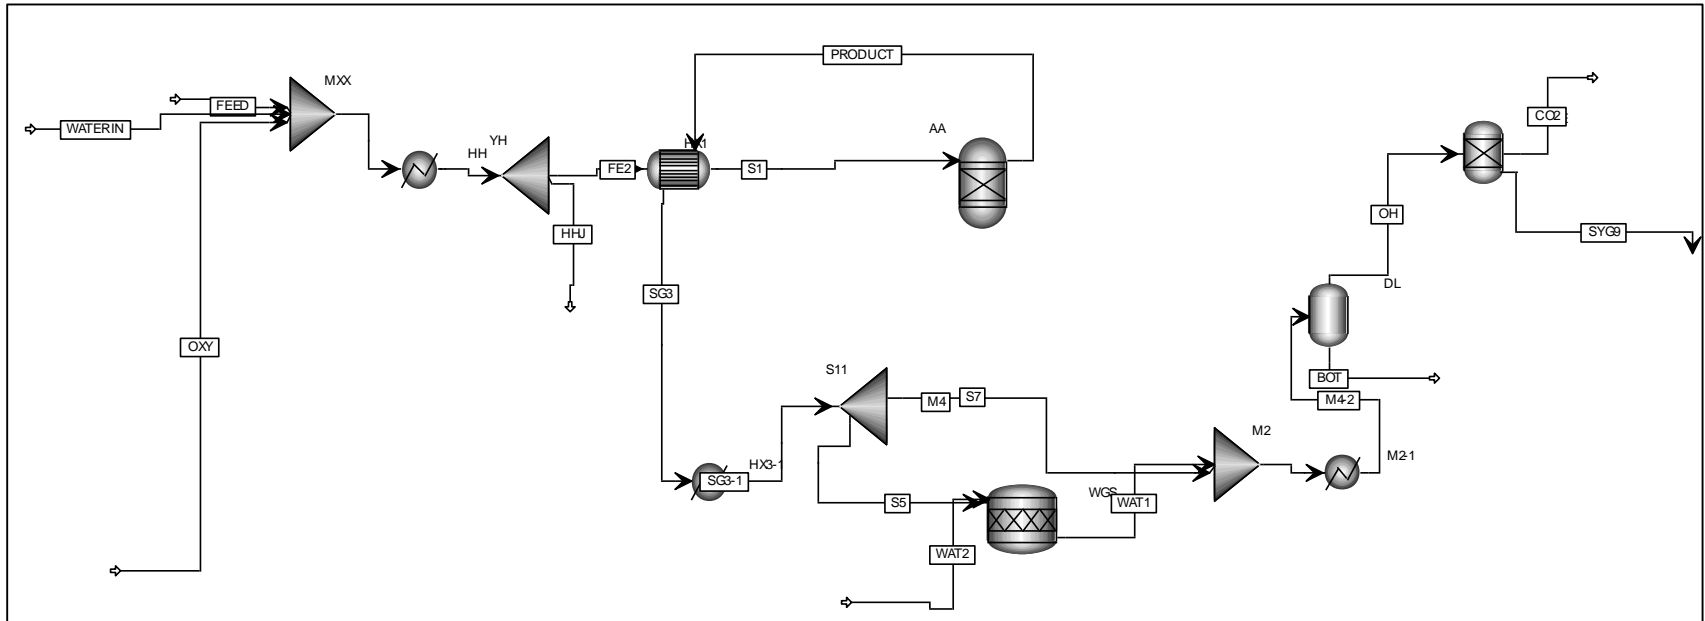 PRODUCT
MXX
FEED
WATERIN
CO2
AA
YH
HX1
HH
FE2
S1
OH
HHJ
SYG9
DL
SG3
OXY
S11
BOT
M4
S7
M4-2
M2
M2-1
HX3-1
SG3-1
WGS
WAT1
S5
WAT2